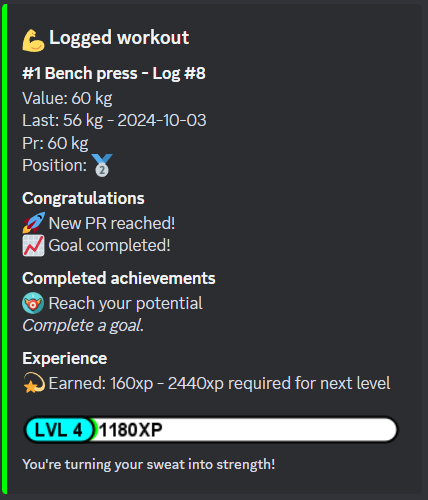 Logged workout
#1 Bench press - Log #8
Value: 60 kg
Last: 56 kg - 2024-10-03
Pr: 60 kg
Position: 2
Congratulations
New PR reached!
Goal completed!
Completed achievements
Reach your potential
Complete a goal.
Experience
Earned: 160xp - 2440xp required for next level
LVL 4 1180XP
You're turning your sweat into strength!